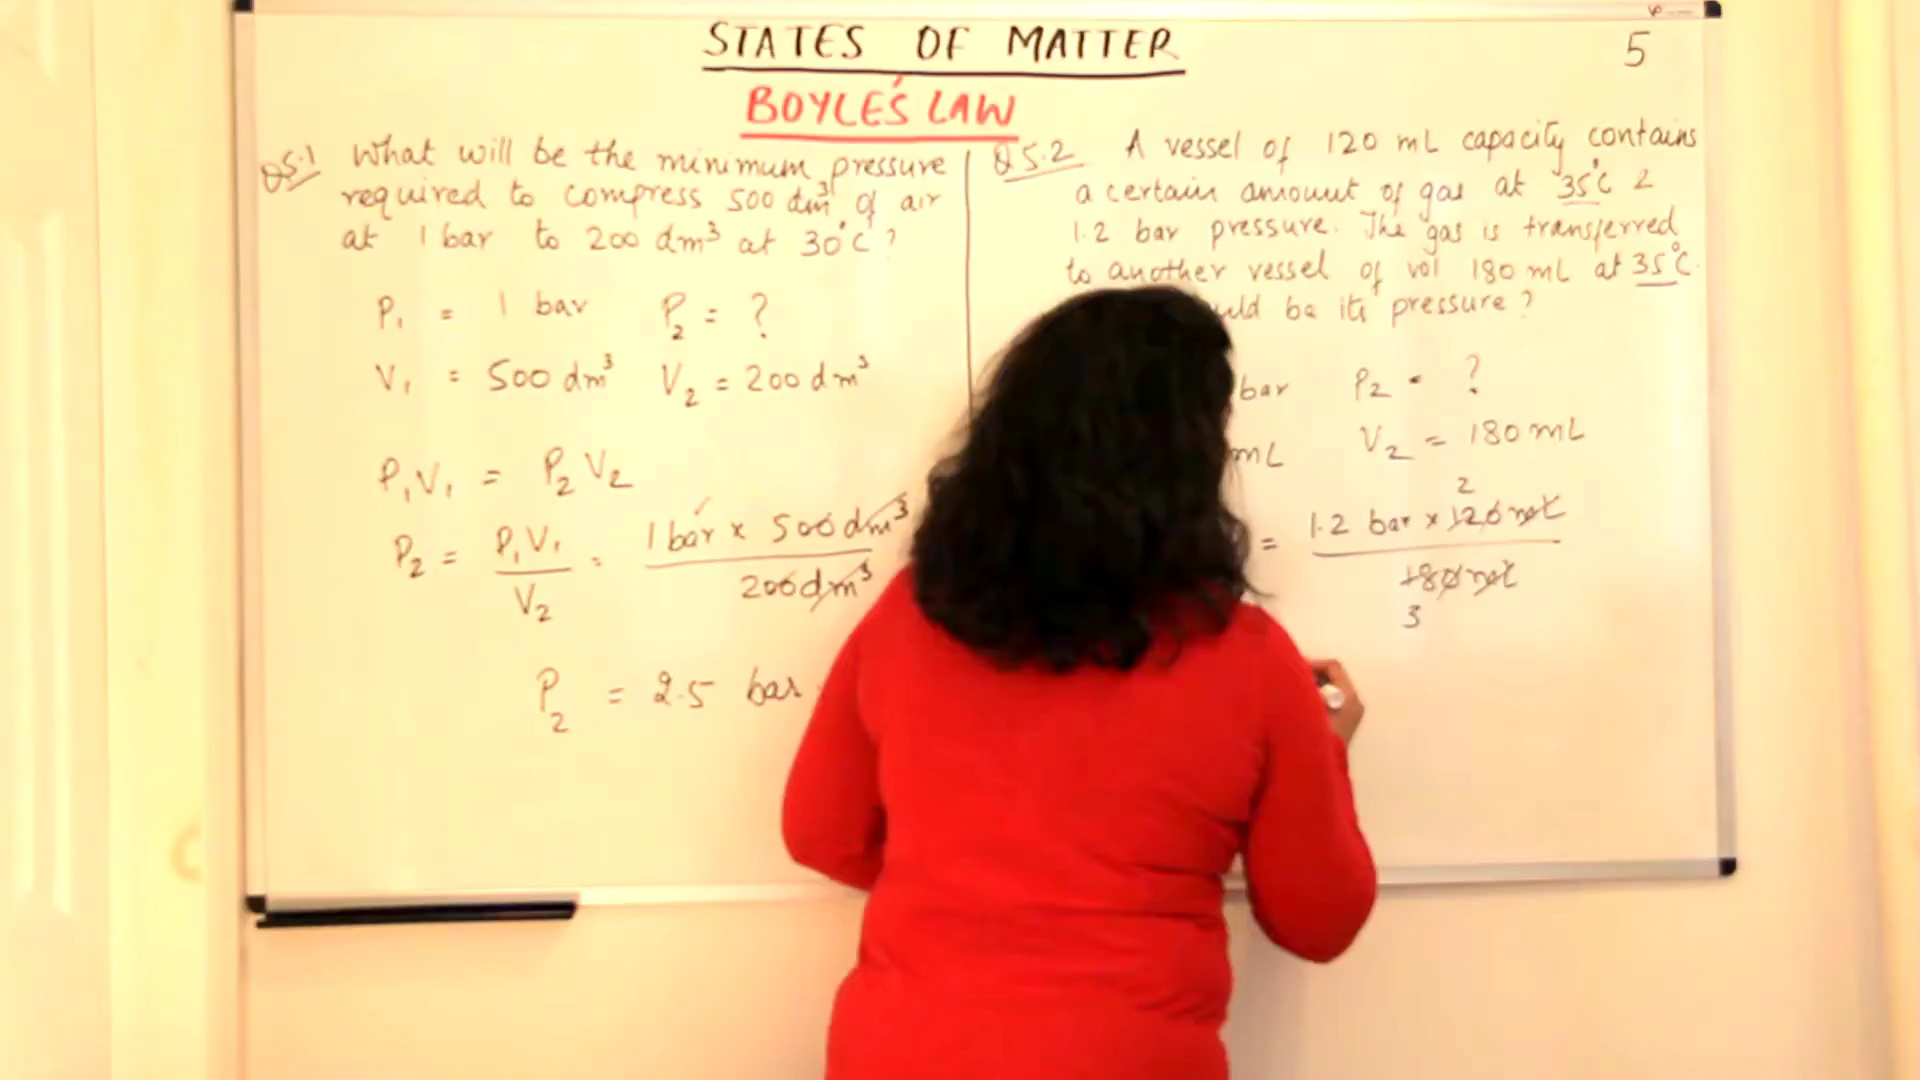 STATES OF MATTER
5
BOYLE'S LAW
Q5.1 What will be the minimum pressure
required to compress 500 dm³ of air
at 1 bar to 200 dm³ at 30°C?
P₁ = 1 bar P₂ = ?
V₁ = 500 dm³ V₂ = 200 dm³
P₁V₁ = P₂V₂
P₂ = P₁V₁ / V₂ = 1 bar x 500 dm³ / 200 dm³
P₂ = 2.5 bar
Q 5.2 A vessel of 120 mL capacity contains
a certain amount of gas at 35°C &
1.2 bar pressure. The gas is transferred
to another vessel of vol 180 mL at 35°C.
be its pressure?
bar P₂ = ?
mL V₂ = 180 mL
2
= 1.2 bar x 120 mL / 180 mL
3